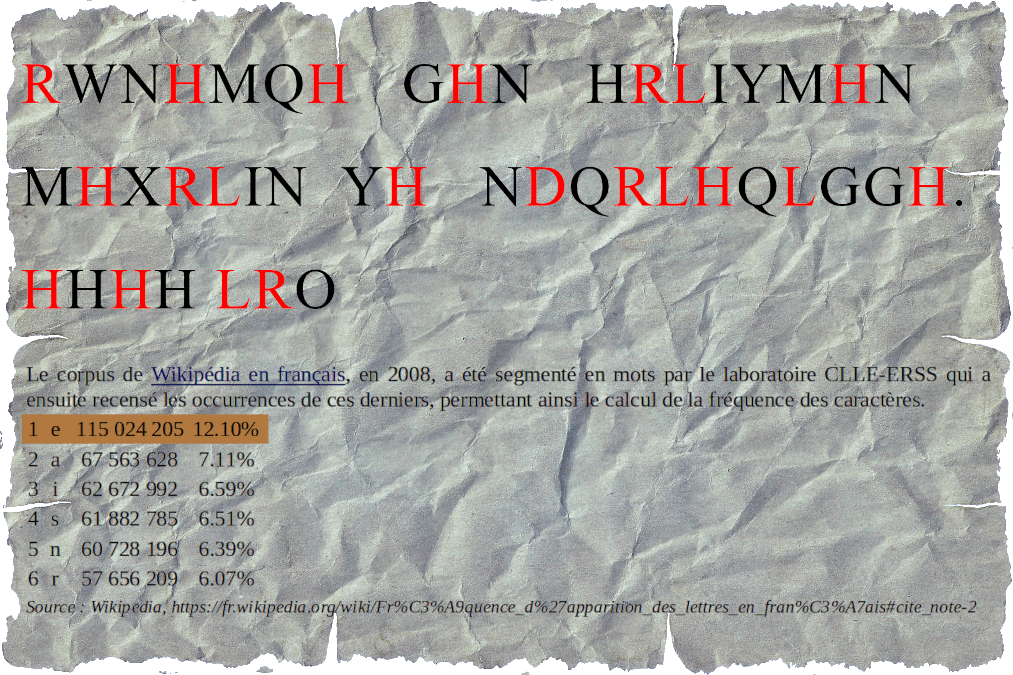 RWNHMQH GHN HRLIYMHN
MHXRLIN YH NDQRLHQLGGH.
HHHH LRO
Le corpus de Wikipédia en français, en 2008, a été segmenté en mots par le laboratoire CLLE-ERSS qui a
ensuite recensé les occurrences de ces derniers, permettant ainsi le calcul de la fréquence des caractères.
1 e 115 024 205 12.10%
2 a 67 563 628 7.11%
3 i 62 672 992 6.59%
4 s 61 882 785 6.51%
5 n 60 728 196 6.39%
6 r 57 656 209 6.07%
Source : Wikipedia, https://fr.wikipedia.org/wiki/Fr%C3%A9quence_d%27apparition_des_lettres_en_fran%C3%A7ais#cite_note-2